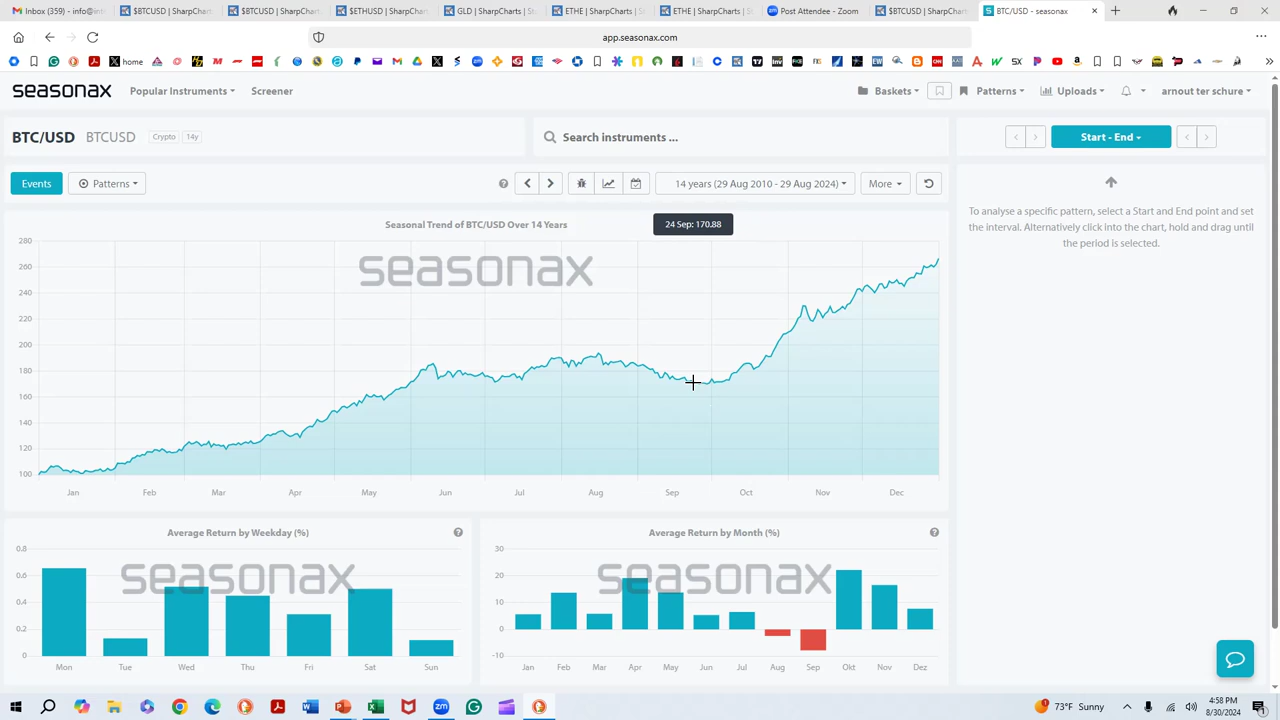 Inbox (359) - info@int
$BTCUSD | SharpChar
$BTCUSD | SharpChar
$ETHUSD | SharpChar
GLD | SharpCharts | St
ETHE | SharpCharts | S
ETHE | SharpCharts | S
Post Attendee - Zoom
$BTCUSD | SharpChar
BTC/USD - seasonax
app.seasonax.com
home
seasonax
Popular Instruments
Screener
Baskets
Patterns
Uploads
arnout ter schure
BTC/USD BTCUSD Crypto 14y
Search instruments ...
Start - End
Events
Patterns
14 years (29 Aug 2010 - 29 Aug 2024)
More
To analyse a specific pattern, select a Start and End point and set
the interval. Alternatively click into the chart, hold and drag until
the period is selected.
Seasonal Trend of BTC/USD Over 14 Years
24 Sep: 170.88
seasonax
280
260
240
220
200
180
160
140
120
100
Jan Feb Mar Apr May Jun Jul Aug Sep Oct Nov Dec
Average Return by Weekday (%)
seasonax
0.8
0.6
0.4
0.2
0
Mon Tue Wed Thu Fri Sat Sun
Average Return by Month (%)
seasonax
30
20
10
0
-10
Jan Feb Mar Apr May Jun Jul Aug Sep Okt Nov Dez
73°F Sunny
4:58 PM
8/30/2024